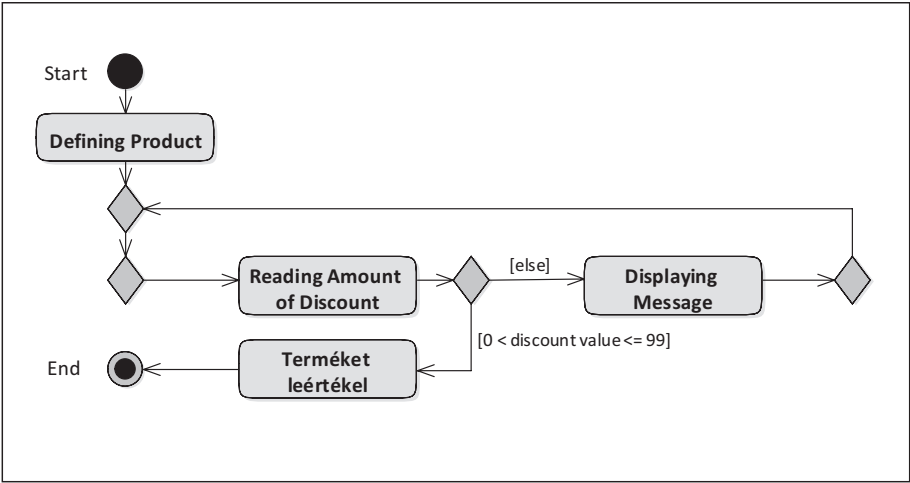 Start
Defining Product
Reading Amount
of Discount
[else]
Displaying
Message
[0 < discount value <= 99]
End
Terméket
leértékel